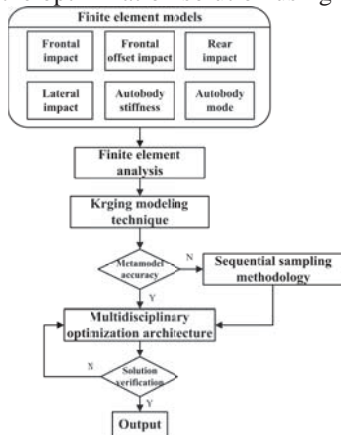 Finite element models
Frontal impact
Frontal offset impact
Rear impact
Lateral impact
Autobody stiffness
Autobody mode
Finite element analysis
Krging modeling technique
Metamodel accuracy
N
Sequential sampling methodology
Y
Multidisciplinary optimization architecture
N
Solution verification
Y
Output